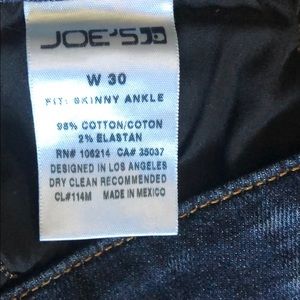 JOE'S
W 30
FIT: SKINNY ANKLE
98% COTTON/COTON
2% ELASTAN
RN# 106214 CA# 35037
DESIGNED IN LOS ANGELES
DRY CLEAN RECOMMENDED
CL#114M MADE IN MEXICO